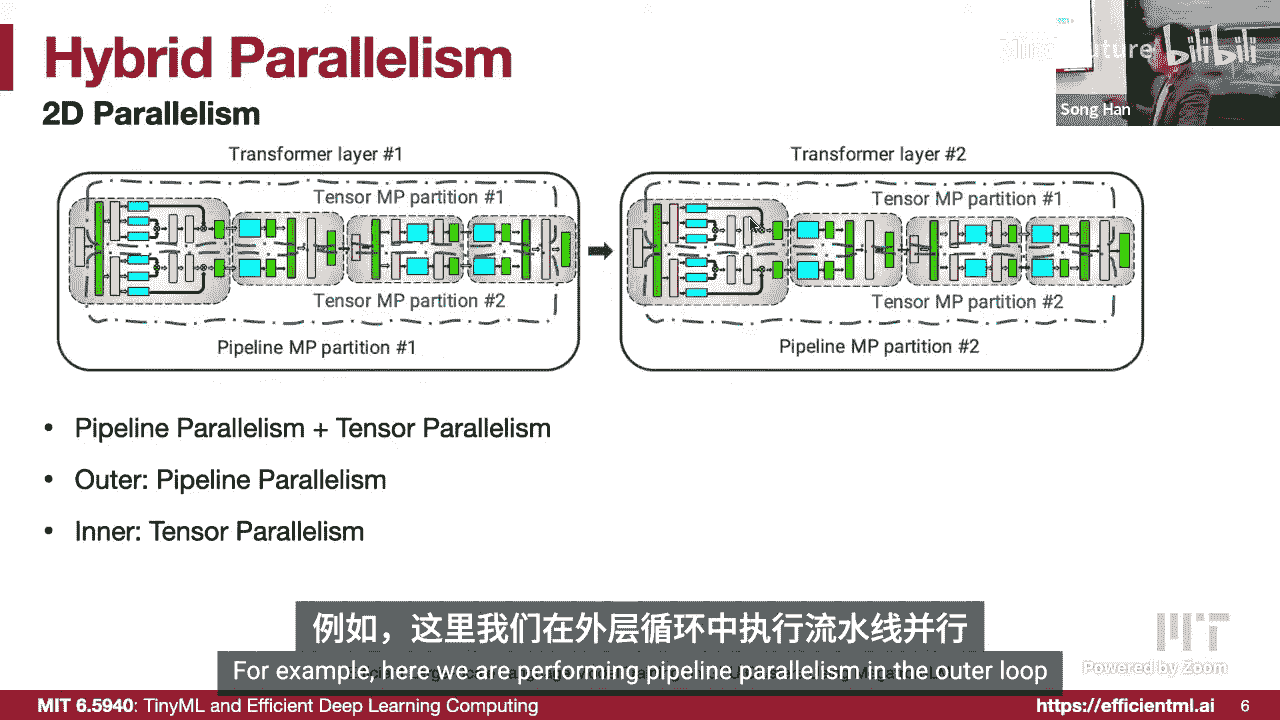 Hybrid Parallelism
2D Parallelism
bilibili
Song Han
Transformer layer #1
Transformer layer #2
Tensor MP partition #1
Tensor MP partition #1
Tensor MP partition #2
Tensor MP partition #2
Pipeline MP partition #1
Pipeline MP partition #2
• Pipeline Parallelism + Tensor Parallelism
• Outer: Pipeline Parallelism
• Inner: Tensor Parallelism
例如，这里我们在外层循环中执行流水线并行
For example, here we are performing pipeline parallelism in the outer loop
MIT
Powered by Zoom
MIT 6.5940: TinyML and Efficient Deep Learning Computing
https://efficientml.ai
6